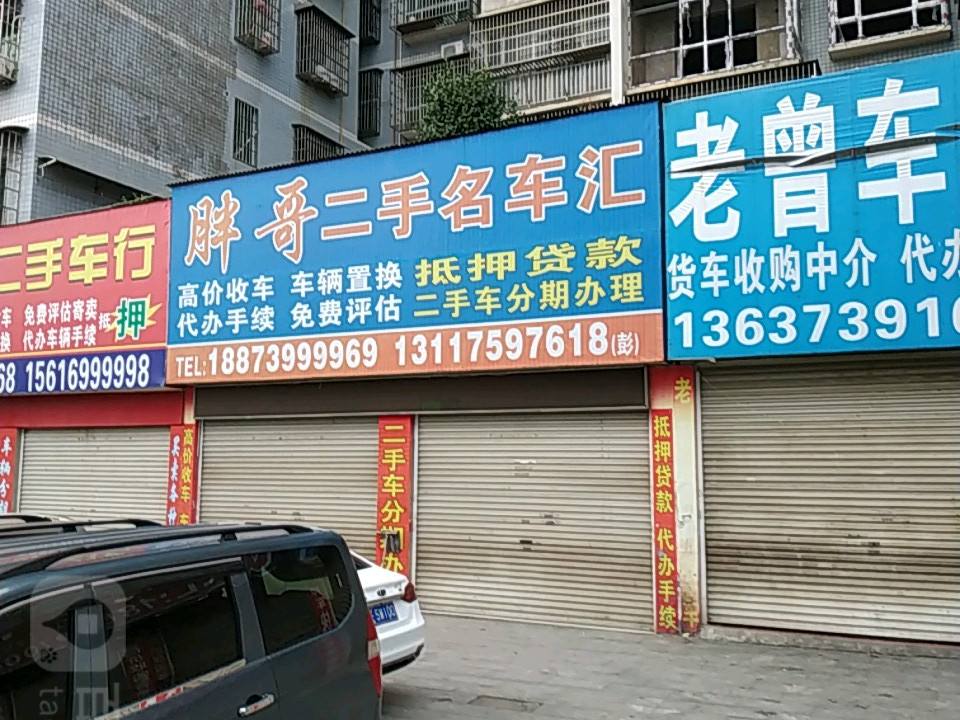 二手车行
免费评估寄卖
代办车辆手续
抵
押
68 15616999998
胖哥二手名车汇
高价收车 车辆置换 抵押贷款
代办手续 免费评估 二手车分期办理
TEL:18873999969 13117597618(彭)
老曾车
货车收购中介 代办
136373910
高价收车
二手车分期办
老
抵押贷款 代办手续